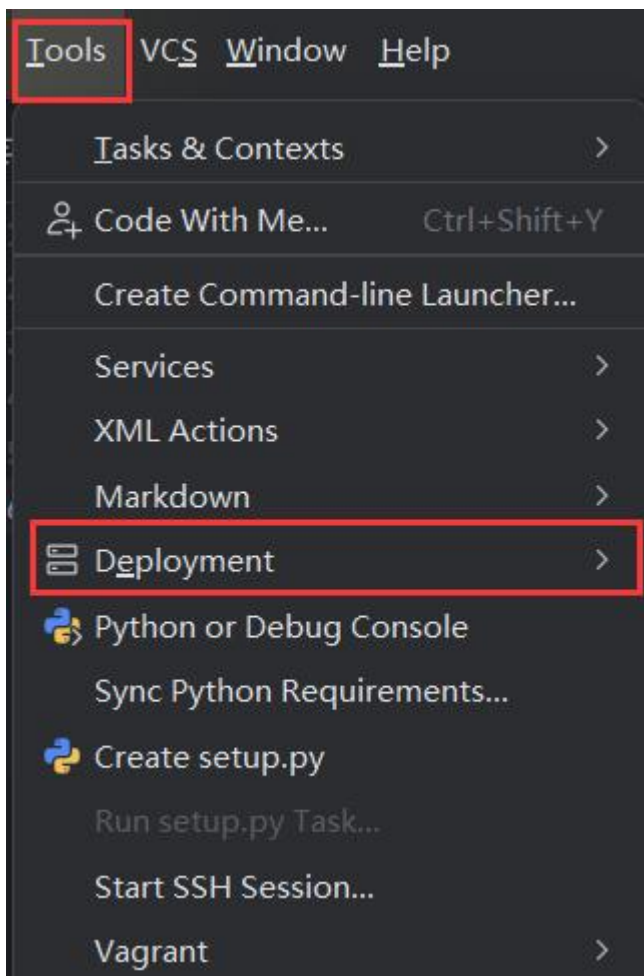 Tools VCS Window Help
Tasks & Contexts
Code With Me... Ctrl+Shift+Y
Create Command-line Launcher...
Services
XML Actions
Markdown
Deployment
Python or Debug Console
Sync Python Requirements...
Create setup.py
Run setup.py Task...
Start SSH Session...
Vagrant